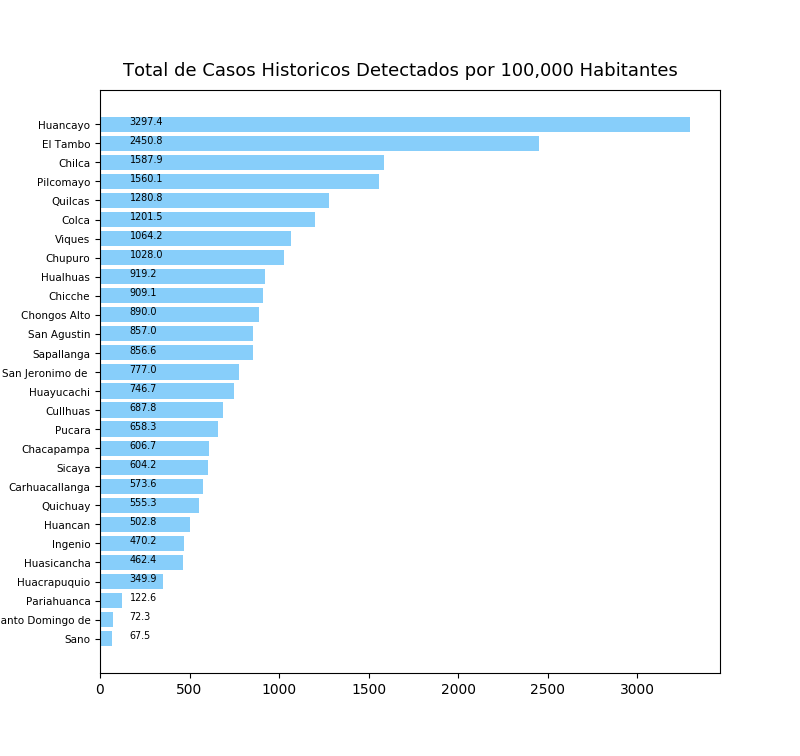 Total de Casos Historicos Detectados por 100,000 Habitantes
Huancayo 3297.4
El Tambo 2450.8
Chilca 1587.9
Pilcomayo 1560.1
Quilcas 1280.8
Colca 1201.5
Viques 1064.2
Chupuro 1028.0
Hualhuas 919.2
Chicche 909.1
Chongos Alto 890.0
San Agustin 857.0
Sapallanga 856.6
San Jeronimo de 777.0
Huayucachi 746.7
Cullhuas 687.8
Pucara 658.3
Chacapampa 606.7
Sicaya 604.2
Carhuacallanga 573.6
Quichuay 555.3
Huancan 502.8
Ingenio 470.2
Huasicancha 462.4
Huacrapuquio 349.9
Pariahuanca 122.6
anto Domingo de 72.3
Sano 67.5
0 500 1000 1500 2000 2500 3000